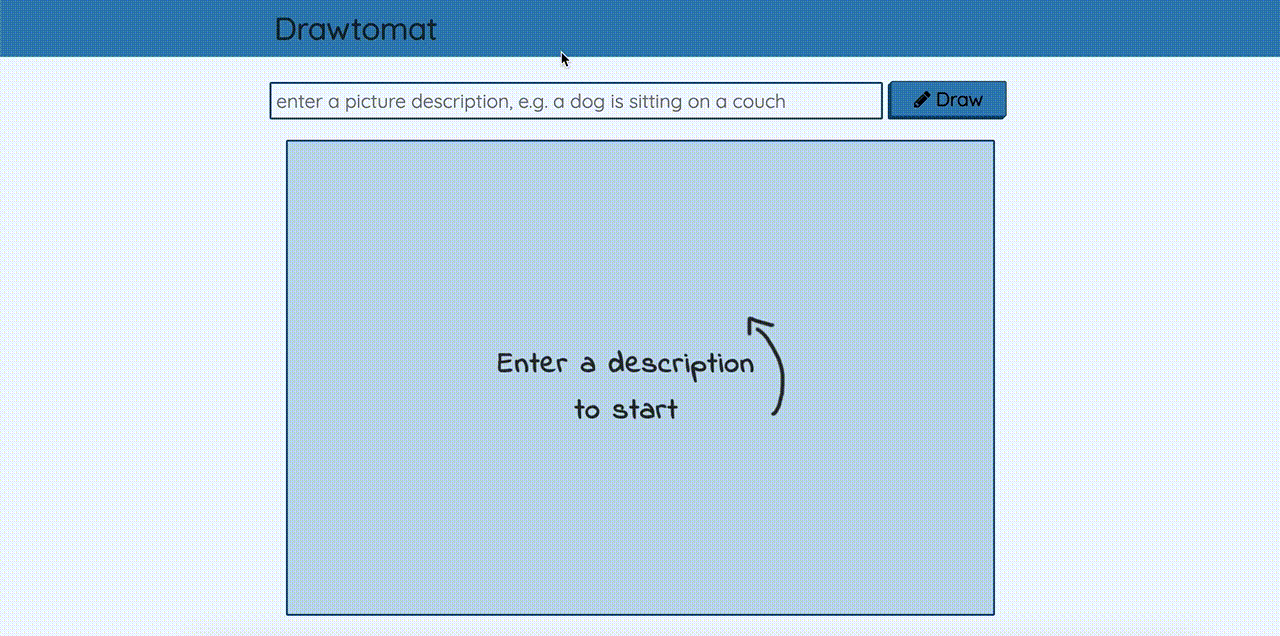 Drawtomat
enter a picture description, e.g. a dog is sitting on a couch
Draw
Enter a description
to start